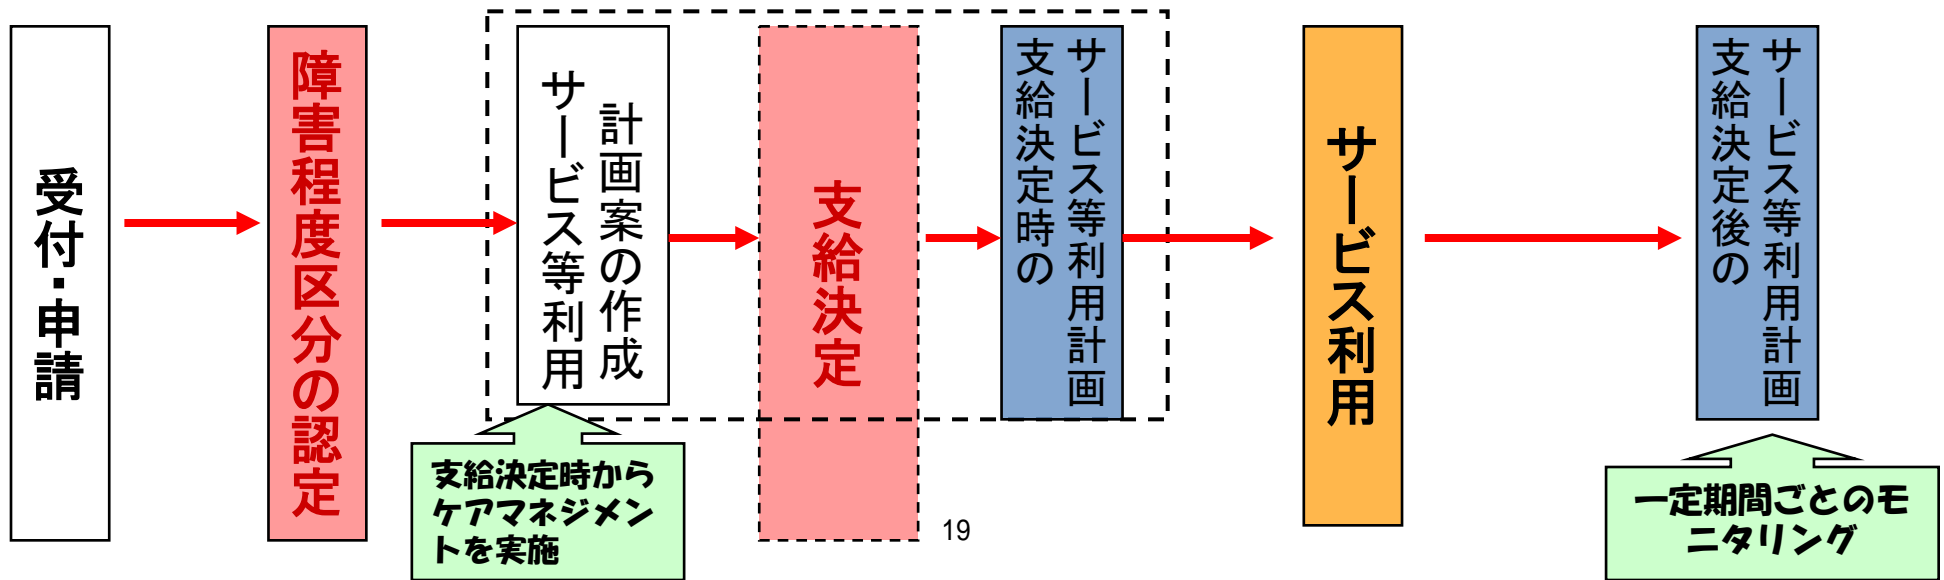 受付・申請
障害程度区分の認定
サービス等利用
計画案の作成
支給決定
支給決定時の
サービス等利用計画
サービス利用
支給決定後の
サービス等利用計画
支給決定時から
ケアマネジメン
トを実施
一定期間ごとのモ
ニタリング
19